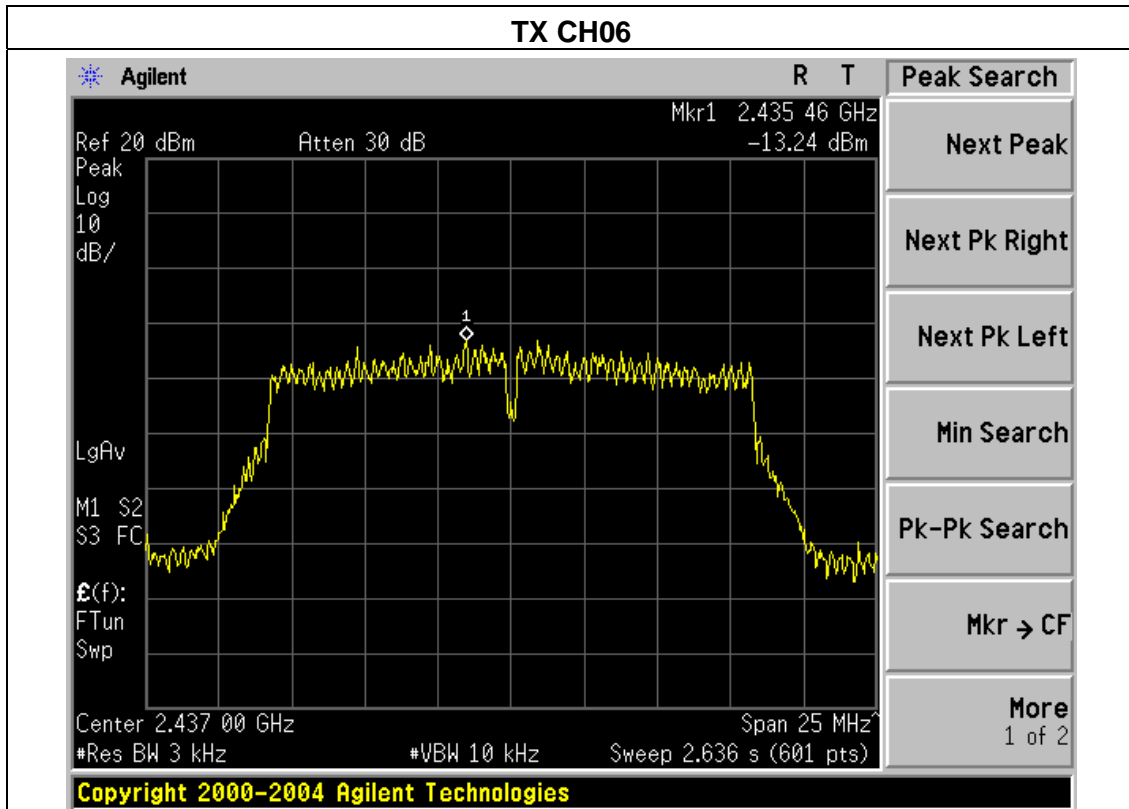 TX CH06
Agilent R T Peak Search
Mkr1 2.435 46 GHz
Ref 20 dBm Atten 30 dB -13.24 dBm
Peak
Log
10
dB/
1
LgAv
M1 S2
S3 FC
£(f):
FTun
Swp
Center 2.437 00 GHz Span 25 MHz^
#Res BW 3 kHz #VBW 10 kHz Sweep 2.636 s (601 pts)
Next Peak
Next Pk Right
Next Pk Left
Min Search
Pk-Pk Search
Mkr → CF
More
1 of 2
Copyright 2000-2004 Agilent Technologies